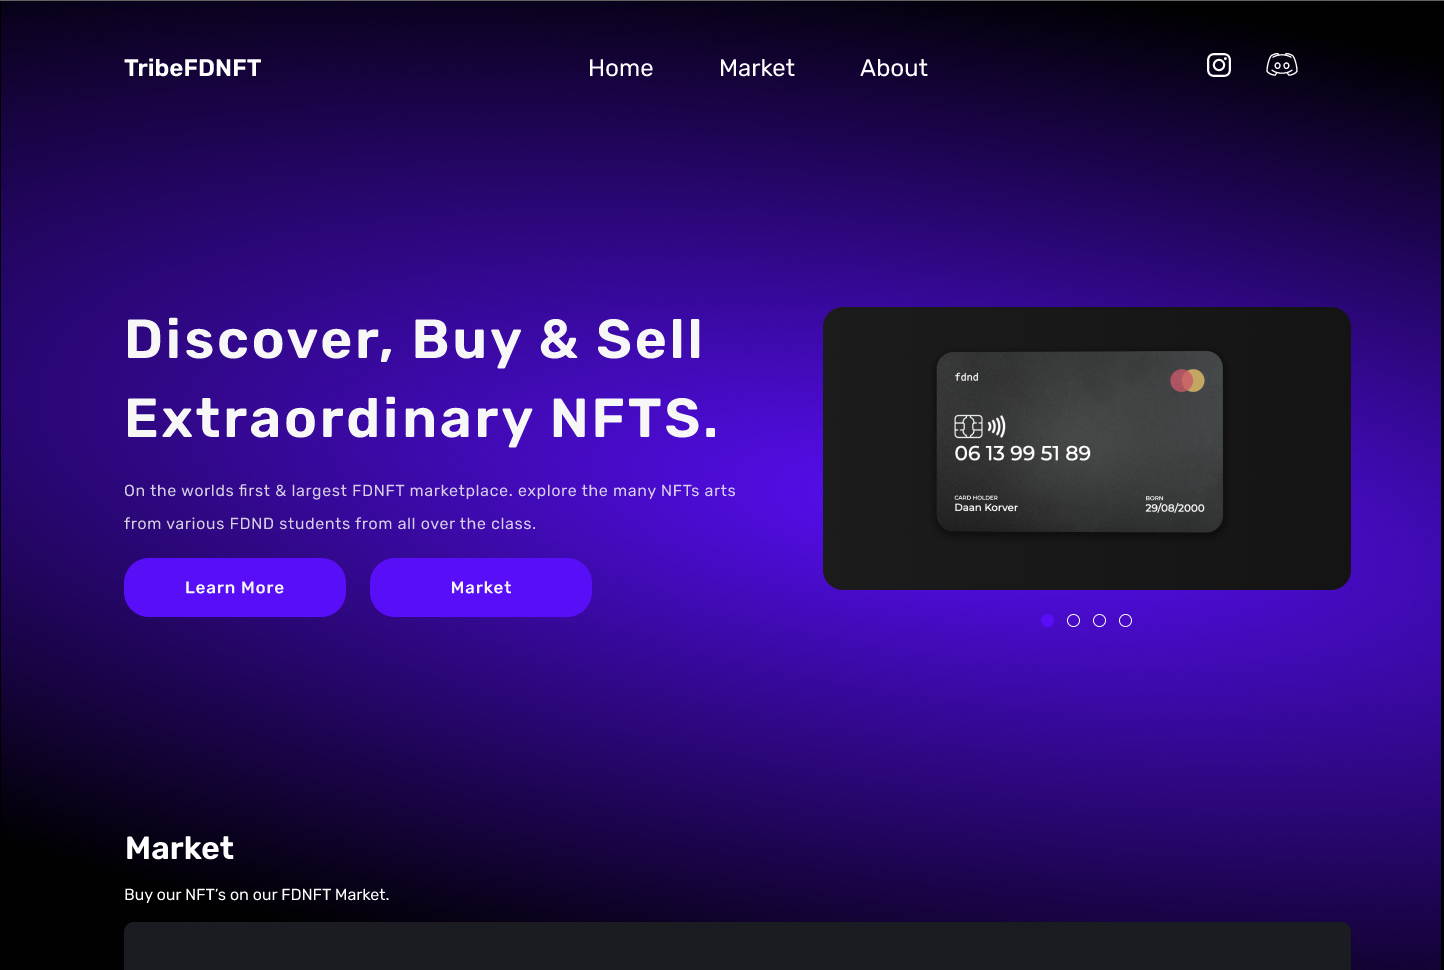 TribeFDNFT
Home
Market
About
Discover, Buy & Sell
Extraordinary NFTS.
On the worlds first & largest FDNFT marketplace. explore the many NFTs arts
from various FDND students from all over the class.
Learn More
Market
fdnd
06 13 99 51 89
CARD HOLDER
Daan Korver
BORN
29/08/2000
Market
Buy our NFT’s on our FDNFT Market.